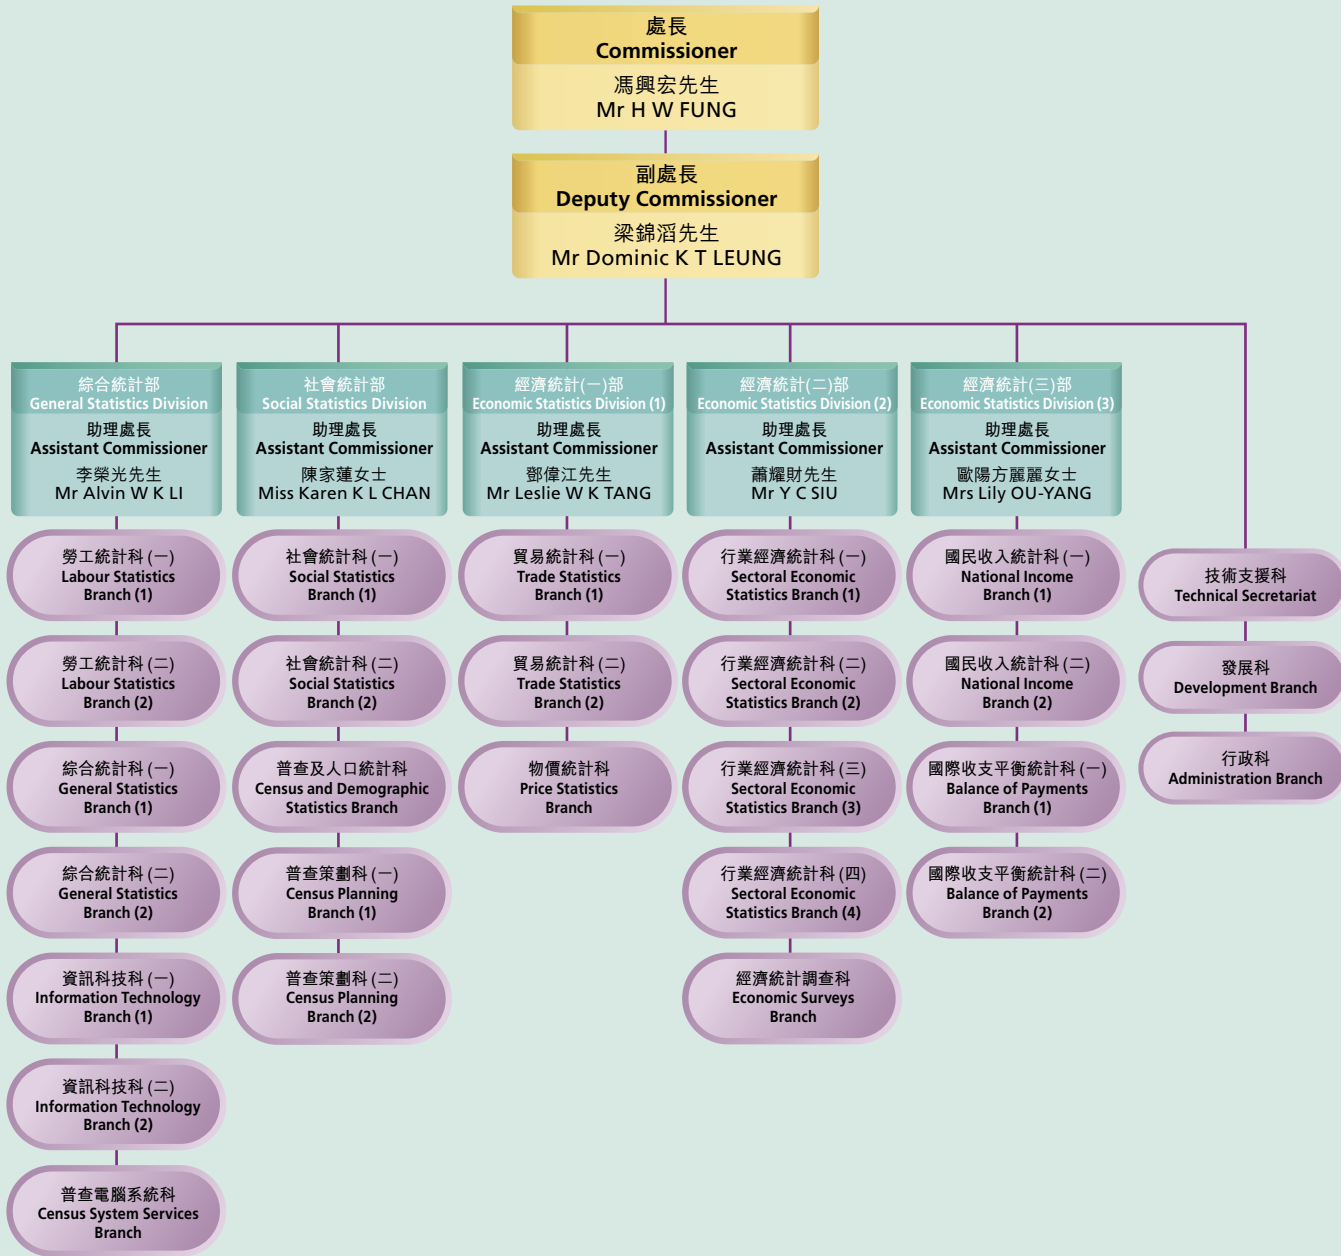 處長
Commissioner
馮興宏先生
Mr H W FUNG
副處長
Deputy Commissioner
梁錦滔先生
Mr Dominic K T LEUNG
綜合統計部
General Statistics Division
助理處長
Assistant Commissioner
李榮光先生
Mr Alvin W K LI
勞工統計科 (一)
Labour Statistics
Branch (1)
勞工統計科 (二)
Labour Statistics
Branch (2)
綜合統計科 (一)
General Statistics
Branch (1)
綜合統計科 (二)
General Statistics
Branch (2)
資訊科技科 (一)
Information Technology
Branch (1)
資訊科技科 (二)
Information Technology
Branch (2)
普查電腦系統科
Census System Services
Branch
社會統計部
Social Statistics Division
助理處長
Assistant Commissioner
陳家蓮女士
Miss Karen K L CHAN
社會統計科 (一)
Social Statistics
Branch (1)
社會統計科 (二)
Social Statistics
Branch (2)
普查及人口統計科
Census and Demographic
Statistics Branch
普查策劃科 (一)
Census Planning
Branch (1)
普查策劃科 (二)
Census Planning
Branch (2)
經濟統計(一)部
Economic Statistics Division (1)
助理處長
Assistant Commissioner
鄧偉江先生
Mr Leslie W K TANG
貿易統計科 (一)
Trade Statistics
Branch (1)
貿易統計科 (二)
Trade Statistics
Branch (2)
物價統計科
Price Statistics
Branch
經濟統計(二)部
Economic Statistics Division (2)
助理處長
Assistant Commissioner
蕭耀財先生
Mr Y C SIU
行業經濟統計科 (一)
Sectoral Economic
Statistics Branch (1)
行業經濟統計科 (二)
Sectoral Economic
Statistics Branch (2)
行業經濟統計科 (三)
Sectoral Economic
Statistics Branch (3)
行業經濟統計科 (四)
Sectoral Economic
Statistics Branch (4)
經濟統計調查科
Economic Surveys
Branch
經濟統計(三)部
Economic Statistics Division (3)
助理處長
Assistant Commissioner
歐陽方麗麗女士
Mrs Lily OU-YANG
國民收入統計科 (一)
National Income
Branch (1)
國民收入統計科 (二)
National Income
Branch (2)
國際收支平衡統計科 (一)
Balance of Payments
Branch (1)
國際收支平衡統計科 (二)
Balance of Payments
Branch (2)
技術支援科
Technical Secretariat
發展科
Development Branch
行政科
Administration Branch